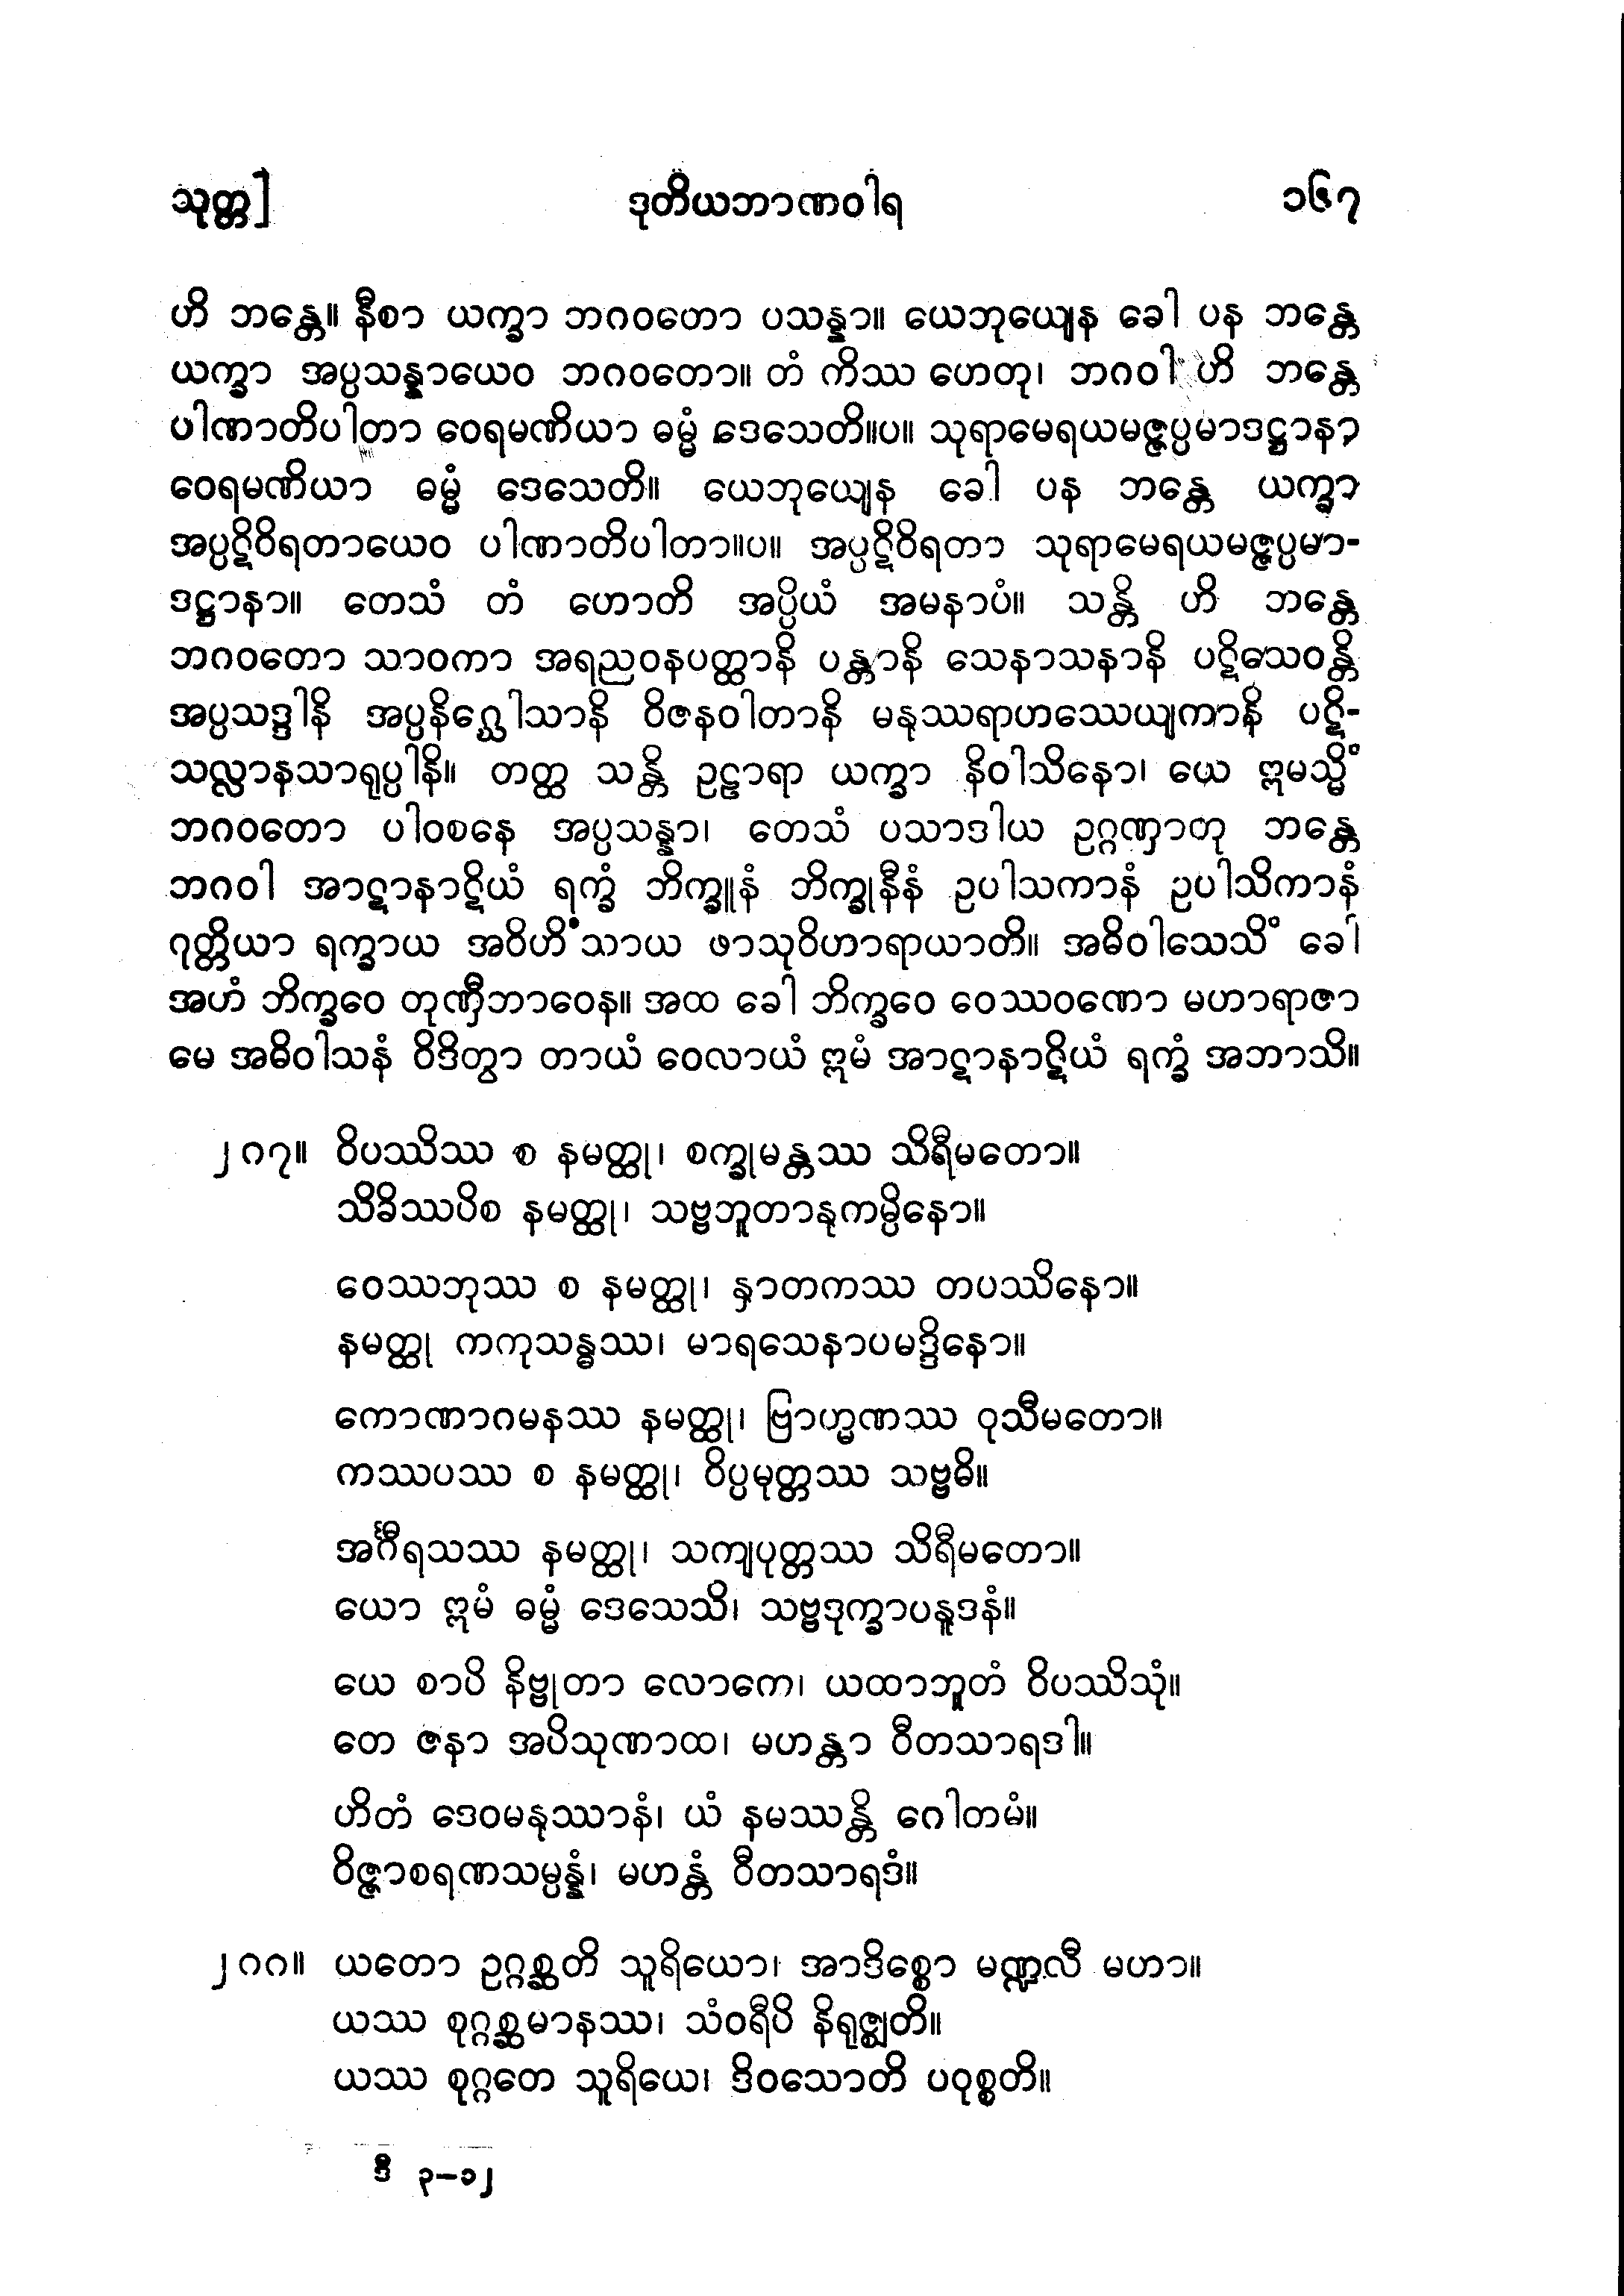 သုတ္တ] ဒုတိယဘာဏဝါရ ၁၆၇
ဟိ ဘန္တေ။ နီစာ ယက္ခာ ဘဂဝတော ပသန္နာ။ ယေဘုယျေန ခေါ ပန ဘန္တေ
ယက္ခာ အပ္ပသန္နာယေဝ ဘဂဝတော။ တံ ကိဿ ဟေတု၊ ဘဂဝါ ဟိ ဘန္တေ
ပါဏာတိပါတာ ဝေရမဏိယာ ဓမ္မံ ဒေသေတိ။ပ။ သုရာမေရယမဇ္ဇပ္ပမာဒဋ္ဌာနာ
ဝေရမဏိယာ ဓမ္မံ ဒေသေတိ။ ယေဘုယျေန ခေါ ပန ဘန္တေ ယက္ခာ
အပ္ပဋိဝိရတာယေဝ ပါဏာတိပါတာ။ပ။ အပ္ပဋိဝိရတာ သုရာမေရယမဇ္ဇပ္ပမာ-
ဒဋ္ဌာနာ။ တေသံ တံ ဟောတိ အပ္ပိယံ အမနာပံ။ သန္တိ ဟိ ဘန္တေ
ဘဂဝတော သာဝကာ အရညဝနပတ္ထာနိ ပန္တာနိ သေနာသနာနိ ပဋိသေဝန္တိ
အပ္ပသဒ္ဒါနိ အပ္ပနိဂ္ဃေါသာနိ ဝိဇနဝါတာနိ မနုဿရာဟဿေယျကာနိ ပဋိ-
သလ္လာနသာရုပ္ပါနိ။ တတ္ထ သန္တိ ဥဠာရာ ယက္ခာ နိဝါသိနော၊ ယေ ဣမသ္မိံ
ဘဂဝတော ပါဝစနေ အပ္ပသန္နာ၊ တေသံ ပသာဒါယ ဥဂ္ဂဏှာတု ဘန္တေ
ဘဂဝါ အာဋာနာဋိယံ ရက္ခံ ဘိက္ခူနံ ဘိက္ခုနီနံ ဥပါသကာနံ ဥပါသိကာနံ
ဂုတ္တိယာ ရက္ခာယ အဝိဟိံသာယ ဖာသုဝိဟာရာယာတိ။ အဓိဝါသေသိံ ခေါ
အဟံ ဘိက္ခဝေ တုဏှီဘာဝေန။ အထ ခေါ ဘိက္ခဝေ ဝေဿဝဏော မဟာရာဇာ
မေ အဓိဝါသနံ ဝိဒိတွာ တာယံ ဝေလာယံ ဣမံ အာဋာနာဋိယံ ရက္ခံ အဘာသိ။
၂၇၇။ ဝိပဿိဿ စ နမတ္ထု၊ စက္ခုမန္တဿ သိရီမတော။
သိခိဿပိစ နမတ္ထု၊ သဗ္ဗဘူတာနုကမ္ပိနော။
ဝေဿဘုဿ စ နမတ္ထု၊ နှာတကဿ တပဿိနော။
နမတ္ထု ကကုသန္ဓဿ၊ မာရသေနာပမဒ္ဒိနော။
ကောဏာဂမနဿ နမတ္ထု၊ ဗြာဟ္မဏဿ ဝုသီမတော။
ကဿပဿ စ နမတ္ထု၊ ဝိပ္ပမုတ္တဿ သဗ္ဗဓိ။
အင်္ဂီရသဿ နမတ္ထု၊ သကျပုတ္တဿ သိရီမတော။
ယော ဣမံ ဓမ္မံ ဒေသေသိ၊ သဗ္ဗဒုက္ခာပနူဒနံ။
ယေ စာပိ နိဗ္ဗုတာ လောကေ၊ ယထာဘူတံ ဝိပဿိသုံ။
တေ ဇနာ အပိသုဏာထ၊ မဟန္တာ ဝီတသာရဒါ။
ဟိတံ ဒေဝမနုဿာနံ၊ ယံ နမဿန္တိ ဂေါတမံ။
ဝိဇ္ဇာစရဏသမ္ပန္နံ၊ မဟန္တံ ဝီတသာရဒံ။
၂၇၈။ ယတော ဥဂ္ဂစ္ဆတိ သူရိယော၊ အာဒိစ္စော မဏ္ဍလီ မဟာ။
ယဿ စုဂ္ဂစ္ဆမာနဿ၊ သံဝရီပိ နိရုဇ္ဈတိ။
ယဿ စုဂ္ဂတေ သူရိယေ၊ ဒိဝသောတိ ပဝုစ္စတိ။
ဒီ ၃–၁၂